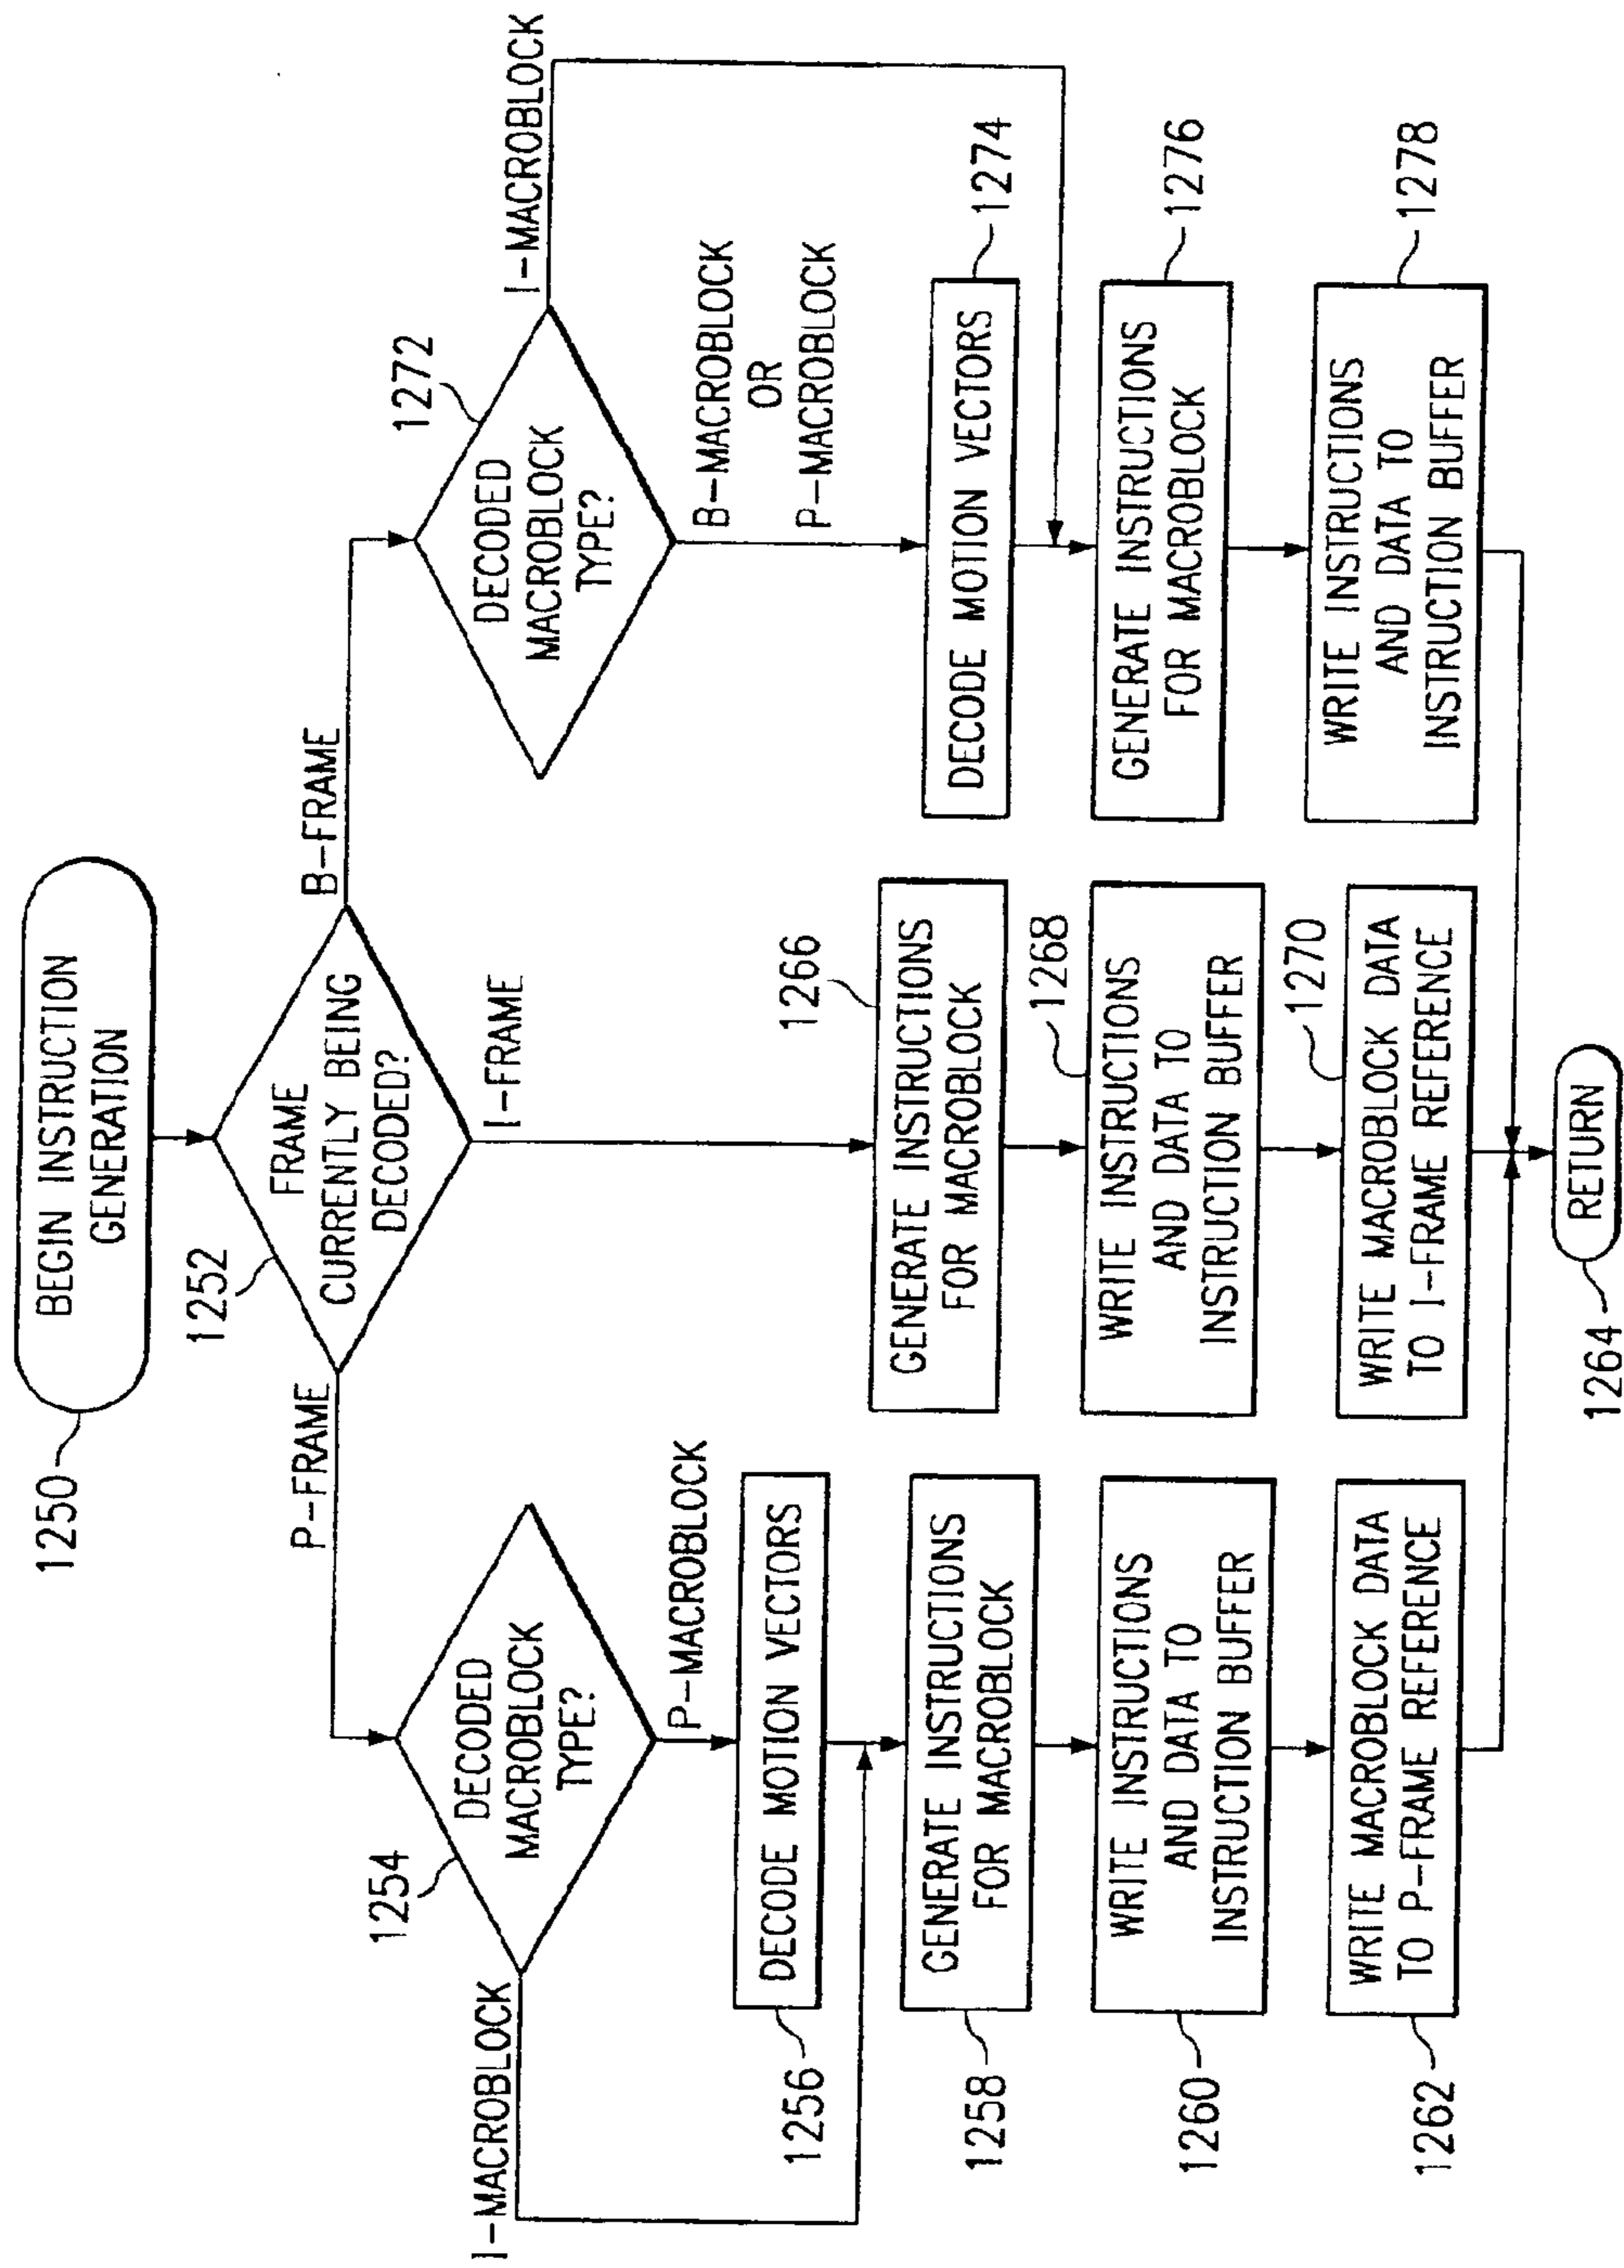 1250
BEGIN INSTRUCTION
GENERATION
1252
FRAME
CURRENTLY BEING
DECODED?
P-FRAME
I-FRAME
B-FRAME
1254
DECODED
MACROBLOCK
TYPE?
I-MACROBLOCK
P-MACROBLOCK
1256
DECODE MOTION VECTORS
1258
GENERATE INSTRUCTIONS
FOR MACROBLOCK
1260
WRITE INSTRUCTIONS
AND DATA TO
INSTRUCTION BUFFER
1262
WRITE MACROBLOCK DATA
TO P-FRAME REFERENCE
1266
GENERATE INSTRUCTIONS
FOR MACROBLOCK
1268
WRITE INSTRUCTIONS
AND DATA TO
INSTRUCTION BUFFER
1270
WRITE MACROBLOCK DATA
TO I-FRAME REFERENCE
1272
DECODED
MACROBLOCK
TYPE?
I-MACROBLOCK
B-MACROBLOCK
OR
P-MACROBLOCK
DECODE MOTION VECTORS
1274
GENERATE INSTRUCTIONS
FOR MACROBLOCK
1276
WRITE INSTRUCTIONS
AND DATA TO
INSTRUCTION BUFFER
1278
1264
RETURN